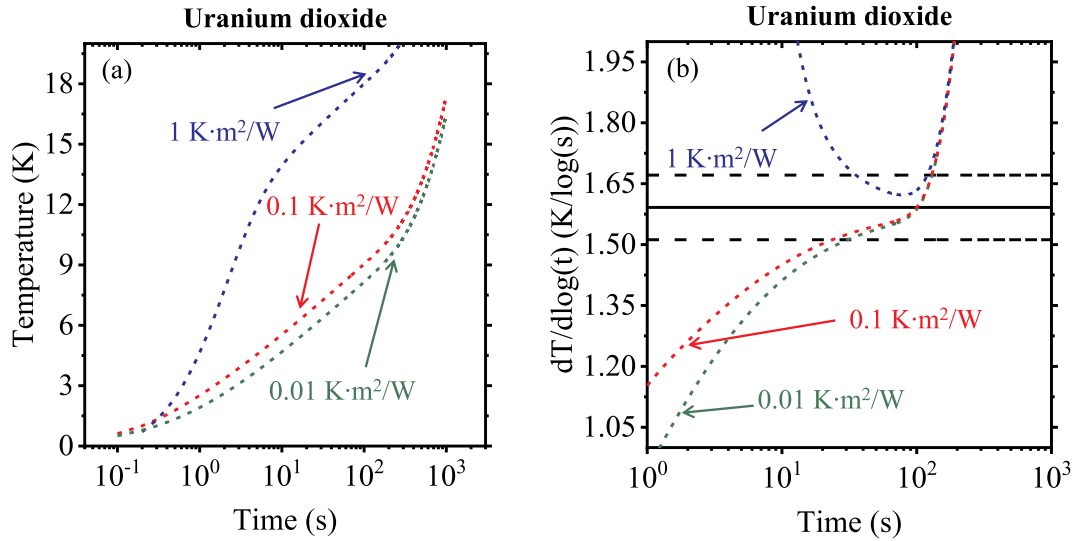 Uranium dioxide
(a)
Temperature (K)
18
15
12
9
6
3
0
1 K·m²/W
0.1 K·m²/W
0.01 K·m²/W
10⁻¹ 10⁰ 10¹ 10² 10³
Time (s)
Uranium dioxide
(b)
dT/dlog(t) (K/log(s))
1.95
1.80
1.65
1.50
1.35
1.20
1.05
1 K·m²/W
0.1 K·m²/W
0.01 K·m²/W
10⁰ 10¹ 10² 10³
Time (s)